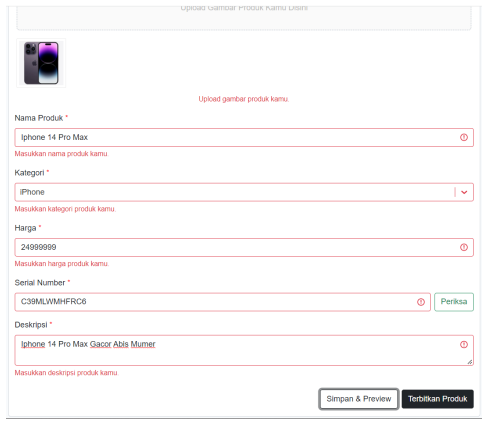 Upload Gambar Produk Kamu Disini
Upload gambar produk kamu.
Nama Produk *
Iphone 14 Pro Max
Masukkan nama produk kamu.
Kategori *
iPhone
Masukkan kategori produk kamu.
Harga *
24999999
Masukkan harga produk kamu.
Serial Number *
C39MLWMHFRC6
Periksa
Deskripsi *
Iphone 14 Pro Max Gacor Abis Mumer
Masukkan deskripsi produk kamu.
Simpan & Preview
Terbitkan Produk